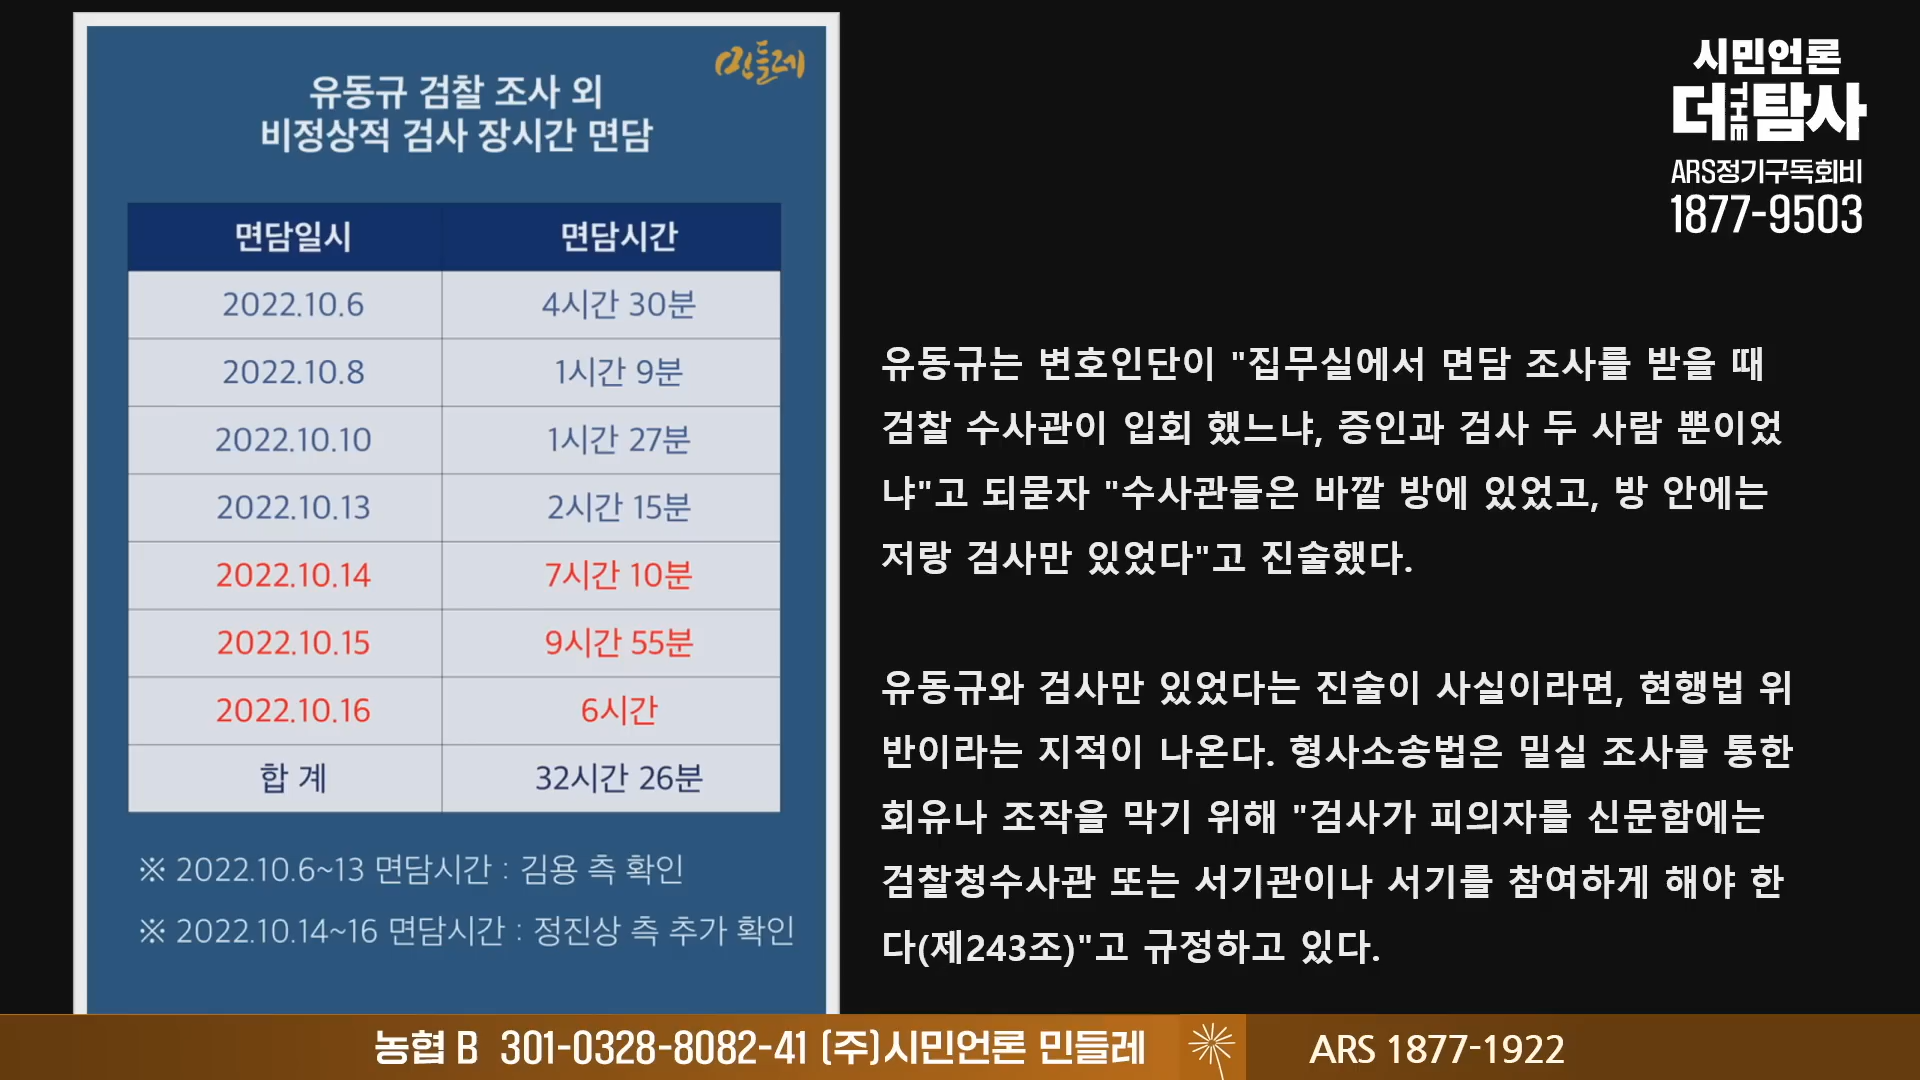 민들레
유동규 검찰 조사 외
비정상적 검사 장시간 면담
면담일시 면담시간
2022.10.6 4시간 30분
2022.10.8 1시간 9분
2022.10.10 1시간 27분
2022.10.13 2시간 15분
2022.10.14 7시간 10분
2022.10.15 9시간 55분
2022.10.16 6시간
합 계 32시간 26분
※ 2022.10.6~13 면담시간 : 김용 측 확인
※ 2022.10.14~16 면담시간 : 정진상 측 추가 확인
시민언론
더THE탐사
ARS정기구독회비
1877-9503
유동규는 변호인단이 "집무실에서 면담 조사를 받을 때
검찰 수사관이 입회 했느냐, 증인과 검사 두 사람 뿐이었
냐"고 되묻자 "수사관들은 바깥 방에 있었고, 방 안에는
저랑 검사만 있었다"고 진술했다.
유동규와 검사만 있었다는 진술이 사실이라면, 현행법 위
반이라는 지적이 나온다. 형사소송법은 밀실 조사를 통한
회유나 조작을 막기 위해 "검사가 피의자를 신문함에는
검찰청수사관 또는 서기관이나 서기를 참여하게 해야 한
다(제243조)"고 규정하고 있다.
농협 B 301-0328-8082-41 (주)시민언론 민들레
ARS 1877-1922